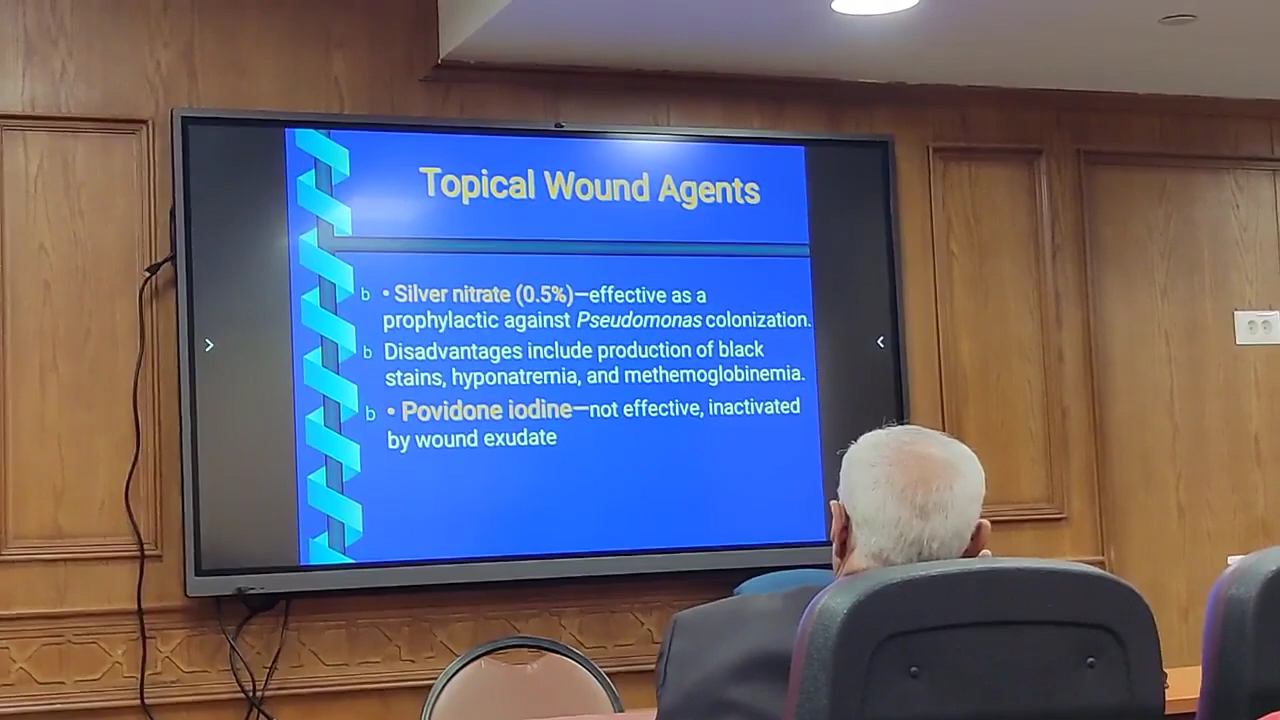 Topical Wound Agents
b • Silver nitrate (0.5%)—effective as a
prophylactic against Pseudomonas colonization.
b Disadvantages include production of black
stains, hyponatremia, and methemoglobinemia.
b • Povidone iodine—not effective, inactivated
by wound exudate